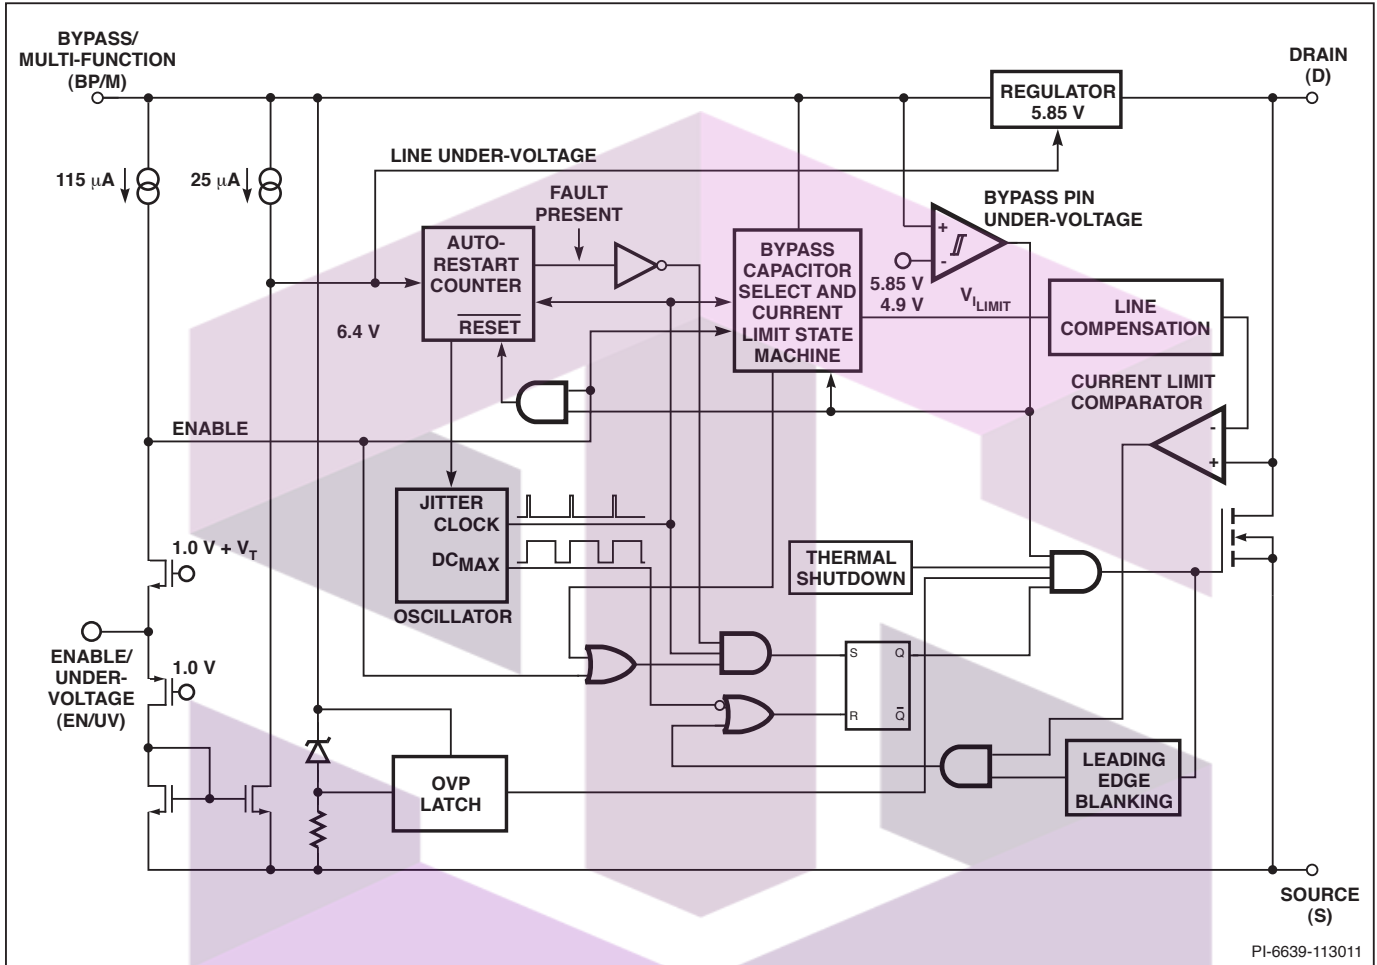 BYPASS/
MULTI-FUNCTION
(BP/M)
DRAIN
(D)
REGULATOR
5.85 V
LINE UNDER-VOLTAGE
115 μA
25 μA
FAULT
PRESENT
BYPASS PIN
UNDER-VOLTAGE
AUTO-
RESTART
COUNTER
RESET
BYPASS
CAPACITOR
SELECT AND
CURRENT
LIMIT STATE
MACHINE
+
-
5.85 V
4.9 V
VILIMIT
LINE
COMPENSATION
6.4 V
CURRENT LIMIT
COMPARATOR
-
+
ENABLE
JITTER
CLOCK
DCMAX
OSCILLATOR
1.0 V + VT
THERMAL
SHUTDOWN
ENABLE/
UNDER-
VOLTAGE
(EN/UV)
1.0 V
S Q
R Q̅
OVP
LATCH
LEADING
EDGE
BLANKING
SOURCE
(S)
PI-6639-113011